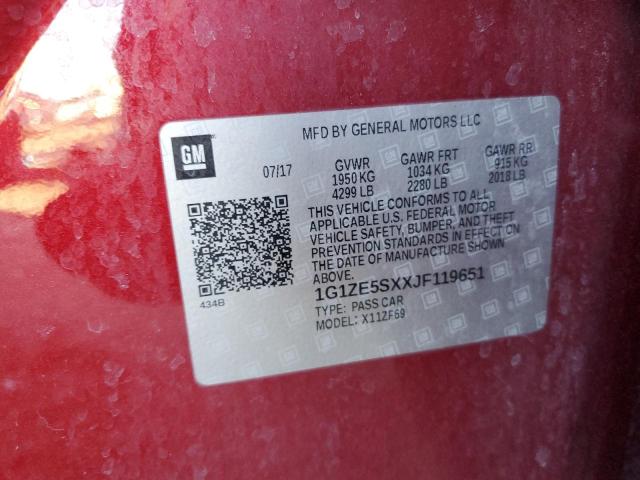 MFD BY GENERAL MOTORS LLC
GM
07/17
GVWR GAWR FRT GAWR RR
1950 KG 1034 KG 915 KG
4299 LB 2280 LB 2018 LB
THIS VEHICLE CONFORMS TO ALL
APPLICABLE U.S. FEDERAL MOTOR
VEHICLE SAFETY, BUMPER, AND THEFT
PREVENTION STANDARDS IN EFFECT ON
THE DATE OF MANUFACTURE SHOWN
ABOVE.
434B
1G1ZE5SXXJF119651
TYPE: PASS CAR
MODEL: X11ZF69